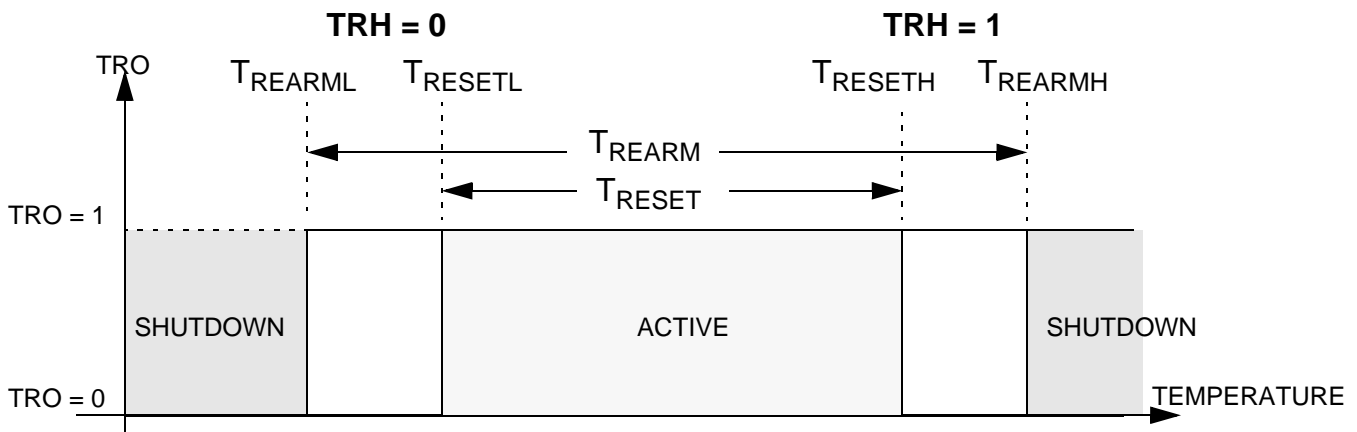 TRH = 0 TRH = 1
TRO
TREARML TRESETL TRESETH TREARMH
TREARM
TRESET
TRO = 1
SHUTDOWN ACTIVE SHUTDOWN
TRO = 0
TEMPERATURE